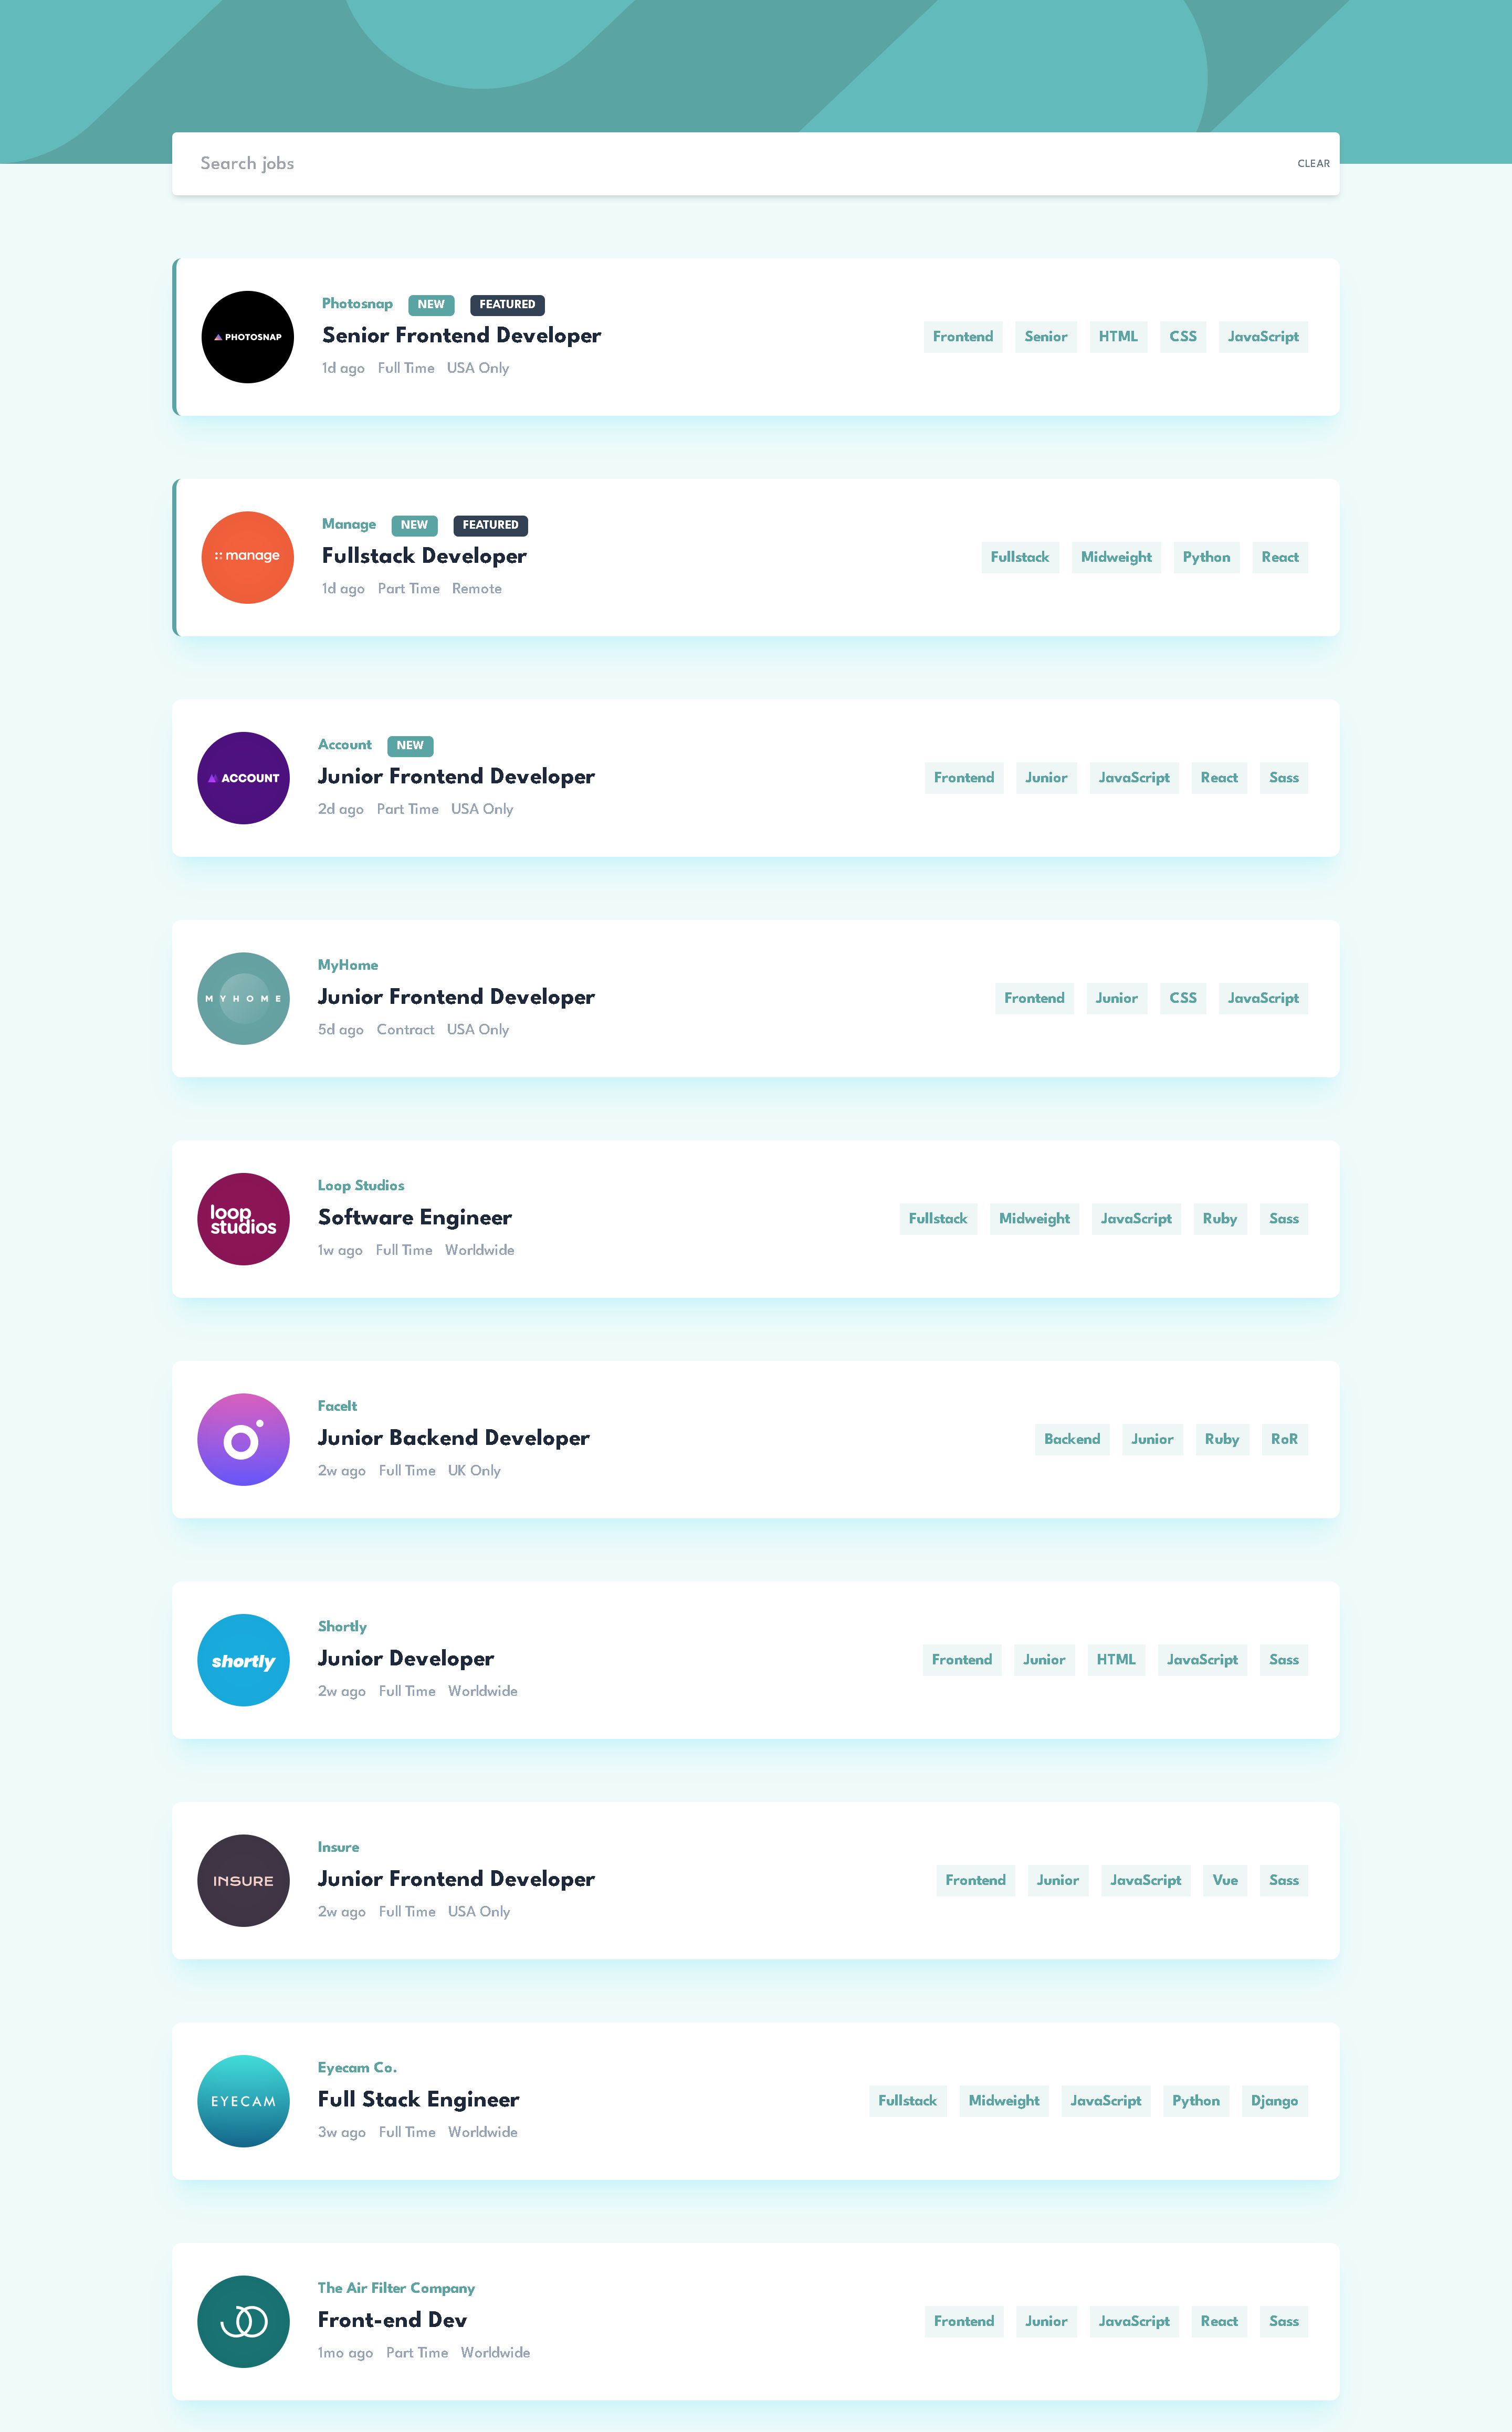 Search jobs CLEAR
PHOTOSNAP
Photosnap NEW FEATURED
Senior Frontend Developer
1d ago Full Time USA Only
Frontend Senior HTML CSS JavaScript
manage
Manage NEW FEATURED
Fullstack Developer
1d ago Part Time Remote
Fullstack Midweight Python React
ACCOUNT
Account NEW
Junior Frontend Developer
2d ago Part Time USA Only
Frontend Junior JavaScript React Sass
MYHOME
MyHome
Junior Frontend Developer
5d ago Contract USA Only
Frontend Junior CSS JavaScript
loop
studios
Loop Studios
Software Engineer
1w ago Full Time Worldwide
Fullstack Midweight JavaScript Ruby Sass
FaceIt
Junior Backend Developer
2w ago Full Time UK Only
Backend Junior Ruby RoR
shortly
Shortly
Junior Developer
2w ago Full Time Worldwide
Frontend Junior HTML JavaScript Sass
INSURE
Insure
Junior Frontend Developer
2w ago Full Time USA Only
Frontend Junior JavaScript Vue Sass
EYECAM
Eyecam Co.
Full Stack Engineer
3w ago Full Time Worldwide
Fullstack Midweight JavaScript Python Django
The Air Filter Company
Front-end Dev
1mo ago Part Time Worldwide
Frontend Junior JavaScript React Sass